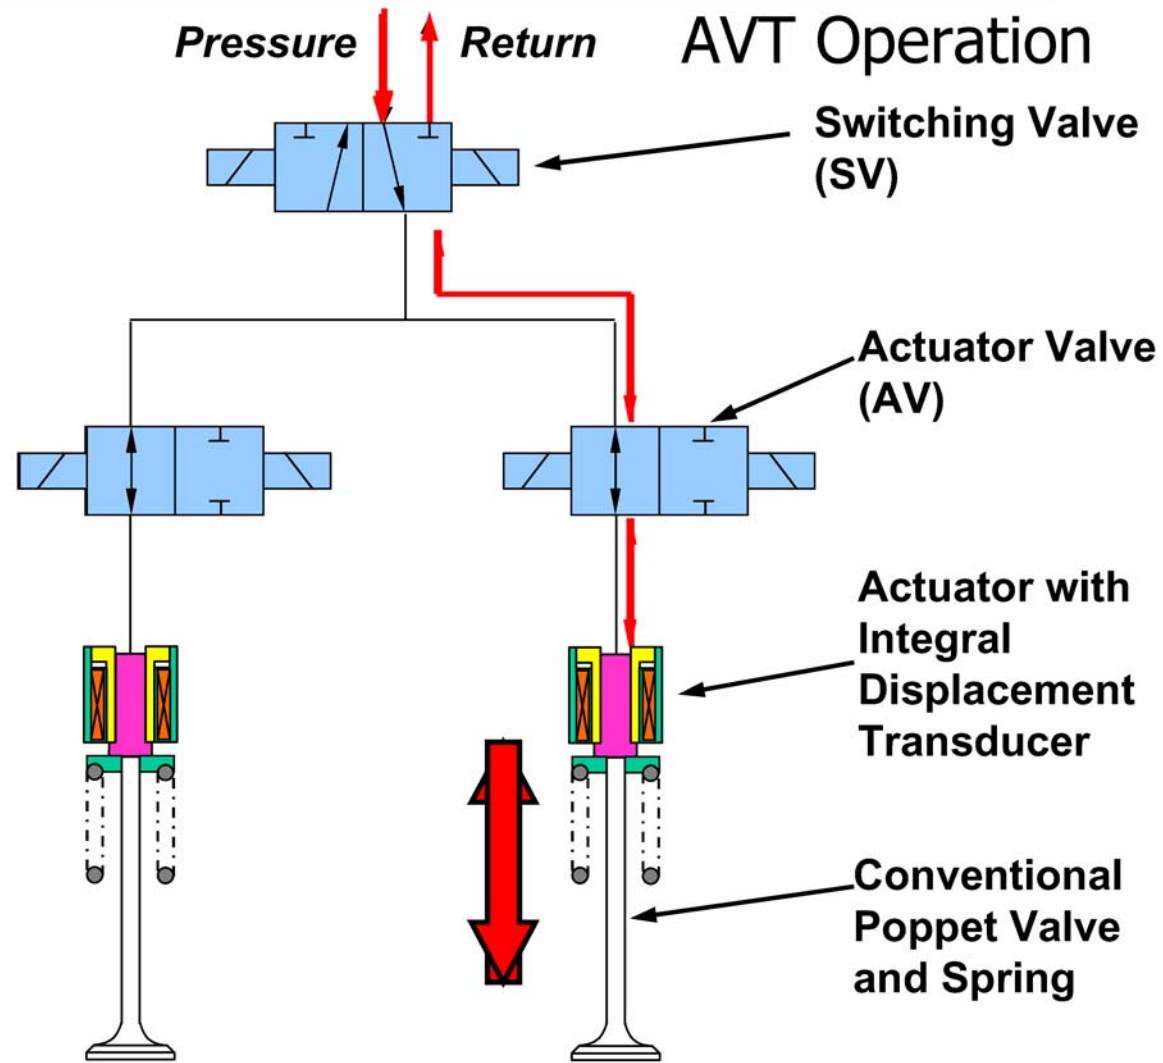 Pressure Return AVT Operation
Switching Valve
(SV)
Actuator Valve
(AV)
Actuator with
Integral
Displacement
Transducer
Conventional
Poppet Valve
and Spring